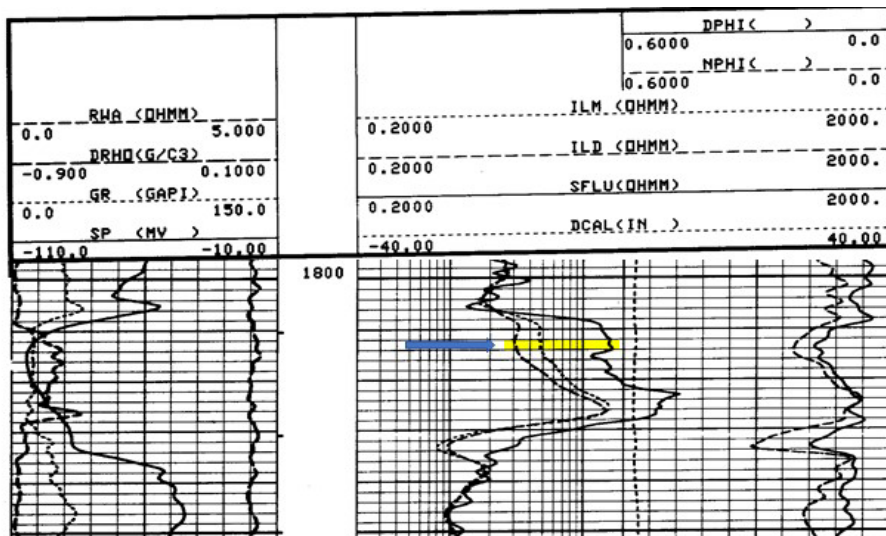 DPHI( )
0.6000 0.0
NPHI( )
0.6000 0.0
RWA (OHMM)
0.0 5.000
ILM (OHMM)
0.2000 2000.
DRHO(G/C3)
-0.900 0.1000
ILD (OHMM)
0.2000 2000.
GR (GAPI)
0.0 150.0
SFLU(OHMM)
0.2000 2000.
SP (MV )
-110.0 -10.00
DCAL(IN )
-40.00 40.00
1800